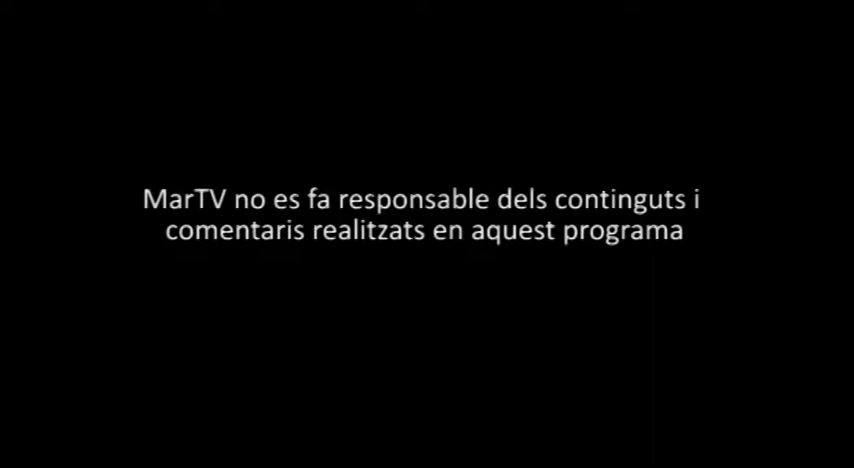 MarTV no es fa responsable dels continguts i
comentaris realitzats en aquest programa